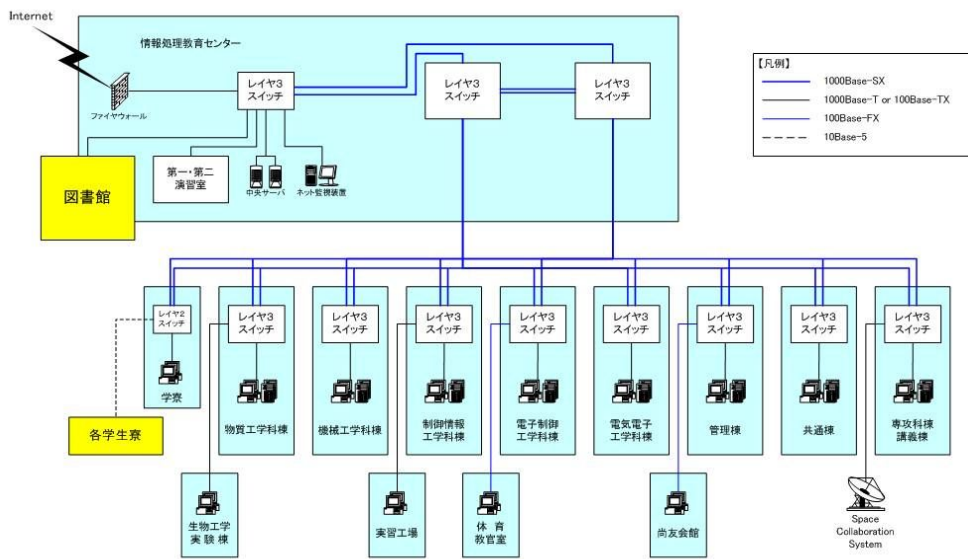 Internet
情報処理教育センター
ファイヤウォール
レイヤ3
スイッチ
レイヤ3
スイッチ
レイヤ3
スイッチ
【凡例】
1000Base-SX
1000Base-T or 100Base-TX
100Base-FX
10Base-5
図書館
第一・第二
演習室
中央サーバ
ネット監視装置
レイヤ2
スイッチ
レイヤ3
スイッチ
レイヤ3
スイッチ
レイヤ3
スイッチ
レイヤ3
スイッチ
レイヤ3
スイッチ
レイヤ3
スイッチ
レイヤ3
スイッチ
レイヤ3
スイッチ
学寮
物質工学科棟
機械工学科棟
制御情報
工学科棟
電子制御
工学科棟
電気電子
工学科棟
管理棟
共通棟
専攻科棟
講義棟
各学生寮
生物工学
実験棟
実習工場
体 育
教官室
尚友会館
Space
Collaboration
System